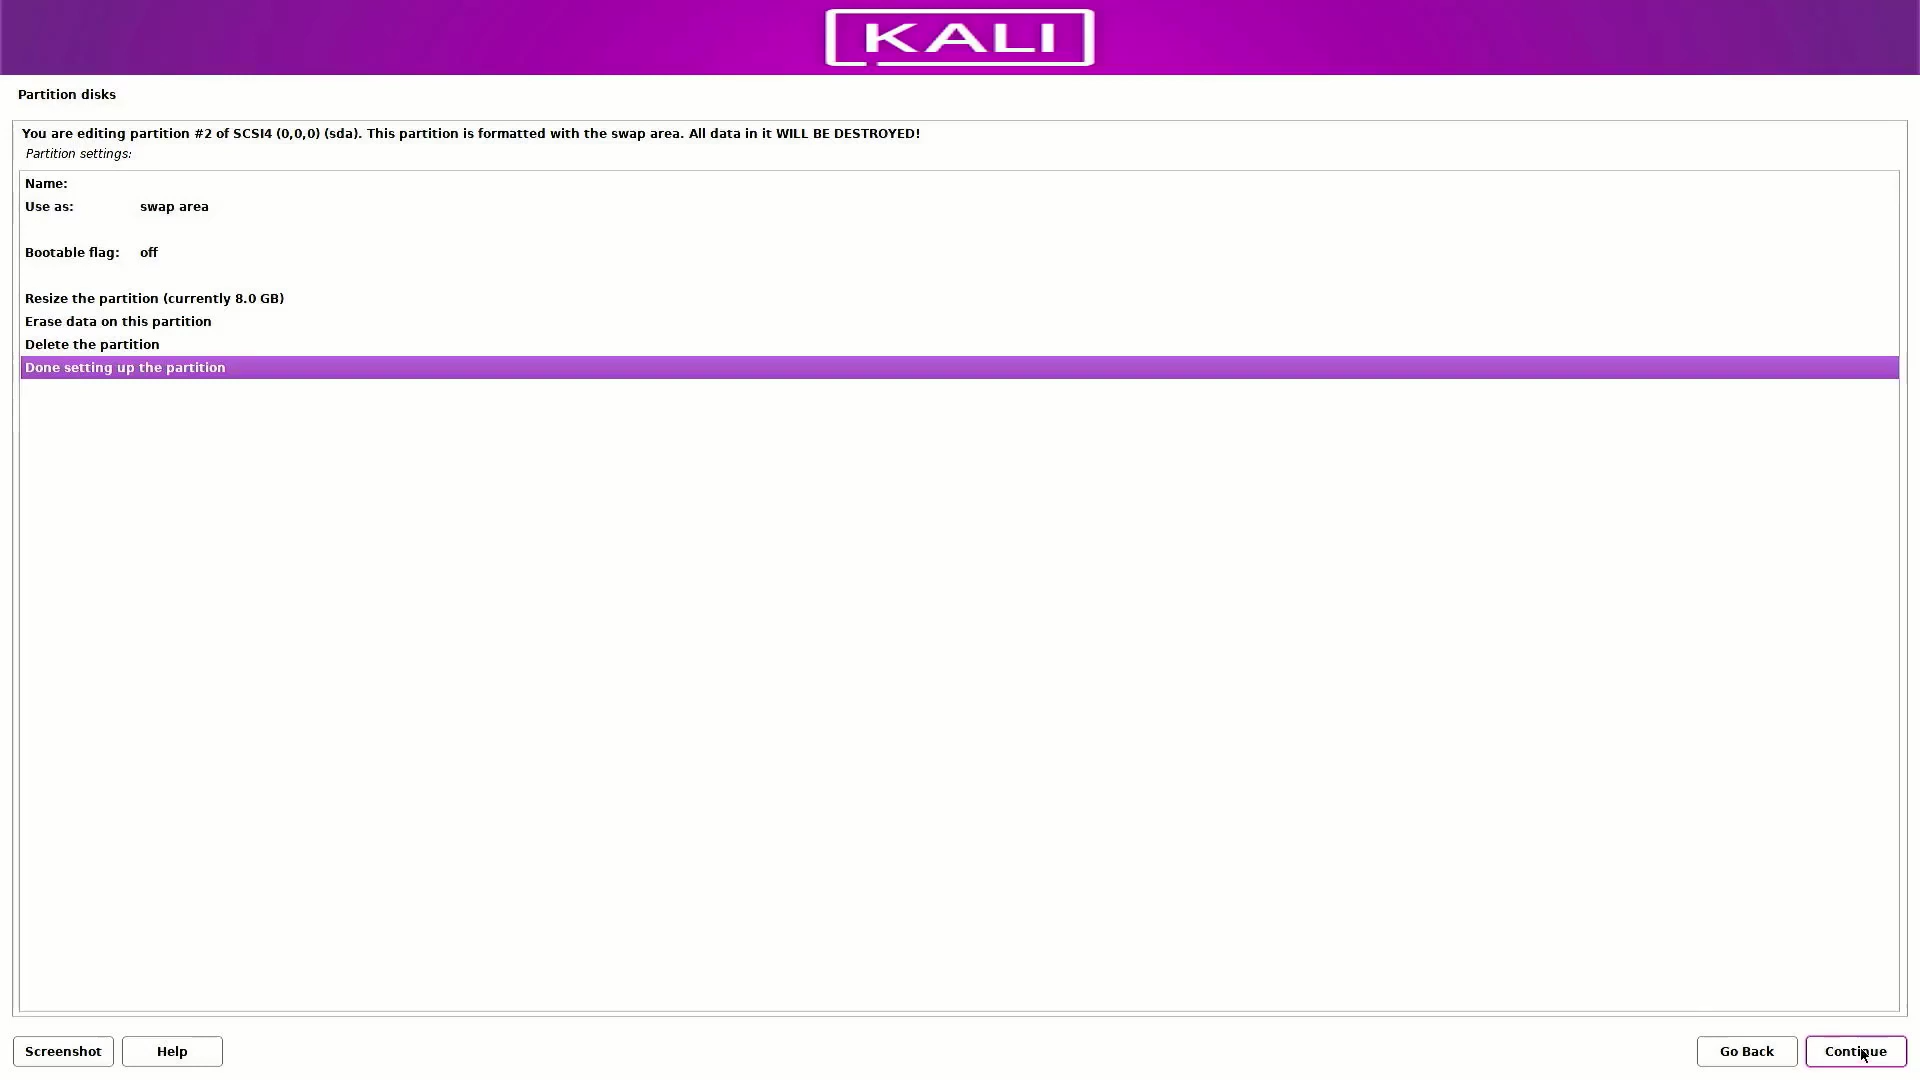 KALI
Partition disks
You are editing partition #2 of SCSI4 (0,0,0) (sda). This partition is formatted with the swap area. All data in it WILL BE DESTROYED!
Partition settings:
Name:
Use as: swap area
Bootable flag: off
Resize the partition (currently 8.0 GB)
Erase data on this partition
Delete the partition
Done setting up the partition
Screenshot Help Go Back Continue